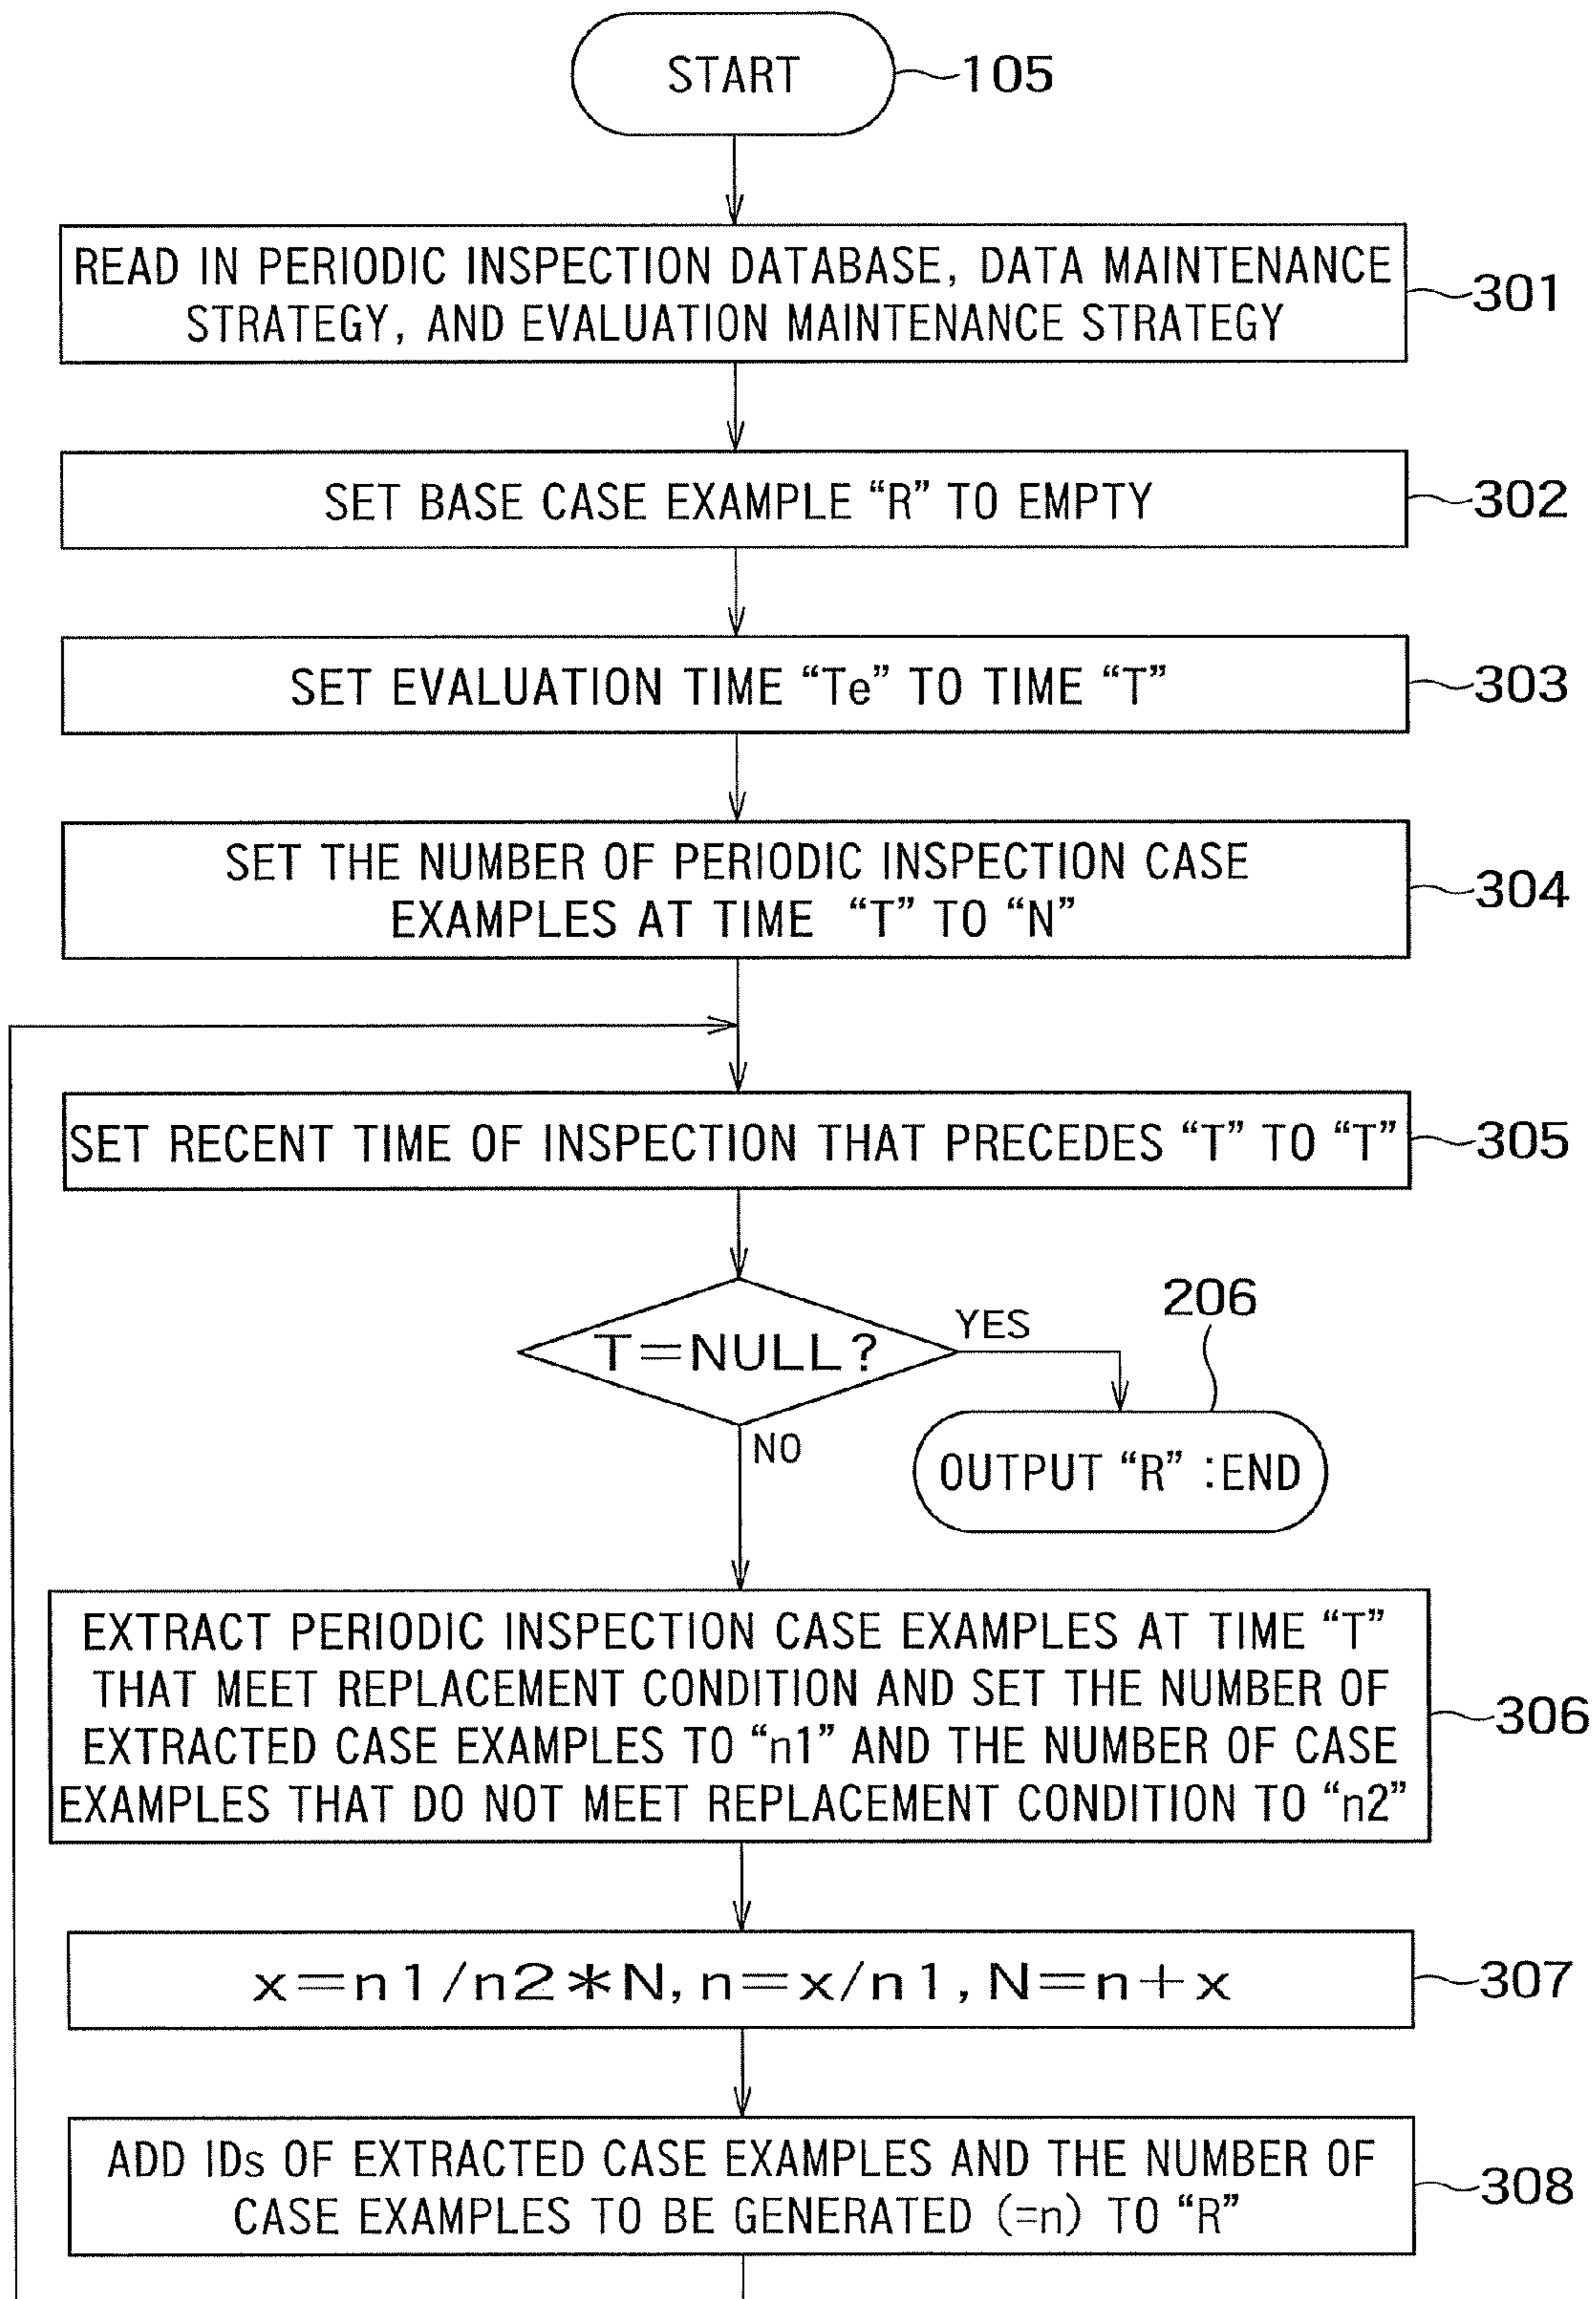 START
105
READ IN PERIODIC INSPECTION DATABASE, DATA MAINTENANCE
STRATEGY, AND EVALUATION MAINTENANCE STRATEGY
301
SET BASE CASE EXAMPLE “R” TO EMPTY
302
SET EVALUATION TIME “Te” TO TIME “T”
303
SET THE NUMBER OF PERIODIC INSPECTION CASE
EXAMPLES AT TIME “T” TO “N”
304
SET RECENT TIME OF INSPECTION THAT PRECEDES “T” TO “T”
305
T=NULL?
YES
206
NO
OUTPUT “R” :END
EXTRACT PERIODIC INSPECTION CASE EXAMPLES AT TIME “T”
THAT MEET REPLACEMENT CONDITION AND SET THE NUMBER OF
EXTRACTED CASE EXAMPLES TO “n1” AND THE NUMBER OF CASE
EXAMPLES THAT DO NOT MEET REPLACEMENT CONDITION TO “n2”
306
x=n1/n2*N, n=x/n1, N=n+x
307
ADD IDs OF EXTRACTED CASE EXAMPLES AND THE NUMBER OF
CASE EXAMPLES TO BE GENERATED (=n) TO “R”
308